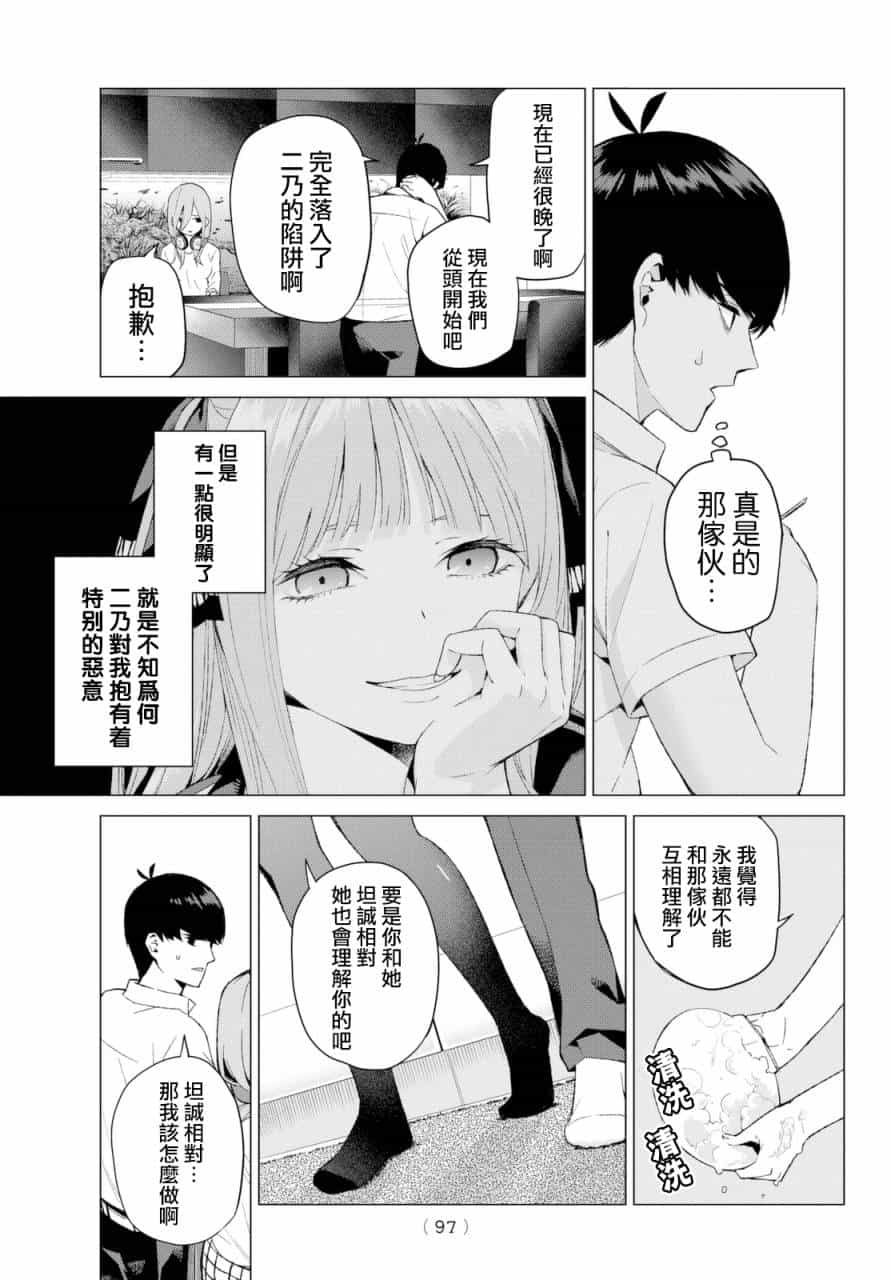 真是的
那傢伙…
現在已經很晚了啊
現在我們
從頭開始吧
完全落入了
二乃的陷阱啊
抱歉…
但是
有一點很明顯了
就是不知爲何
二乃對我抱有着
特别的惡意
我覺得
永遠都不能
和那傢伙
互相理解了
清洗
清洗
要是你和她
坦誠相對
她也會理解你的吧
坦誠相對…
那我該怎麼做啊
(97)